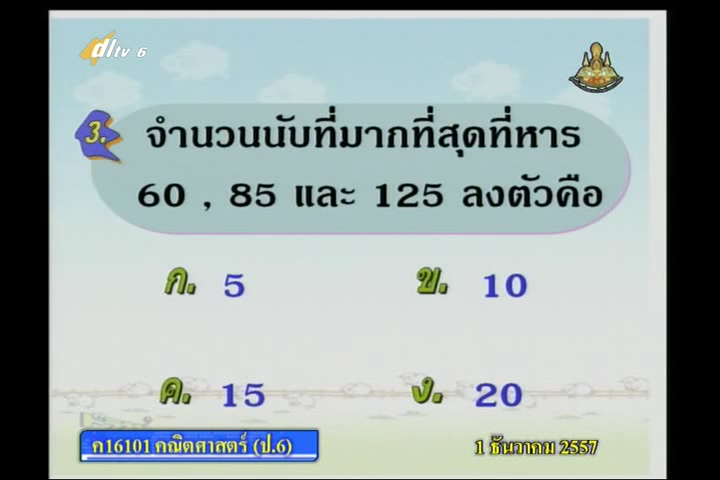 dltv 6
3. จำนวนนับที่มากที่สุดที่หาร
60 , 85 และ 125 ลงตัวคือ
ก. 5 ข. 10
ค. 15 ง. 20
ค16101 คณิตศาสตร์ (ป.6) 1 ธันวาคม 2557